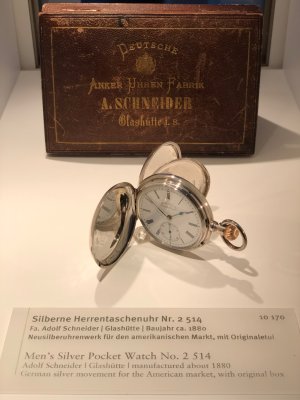 DEUTSCHE
ANKER UHREN FABRIK
A. SCHNEIDER
Glashütte i. S.
Silberne Herrentaschenuhr Nr. 2 514 10 170
Fa. Adolf Schneider | Glashütte | Baujahr ca. 1880
Neusilberuhrenwerk für den amerikanischen Markt, mit Originaletui
Men's Silver Pocket Watch No. 2 514
Adolf Schneider | Glashütte | manufactured about 1880
German silver movement for the American market, with original box